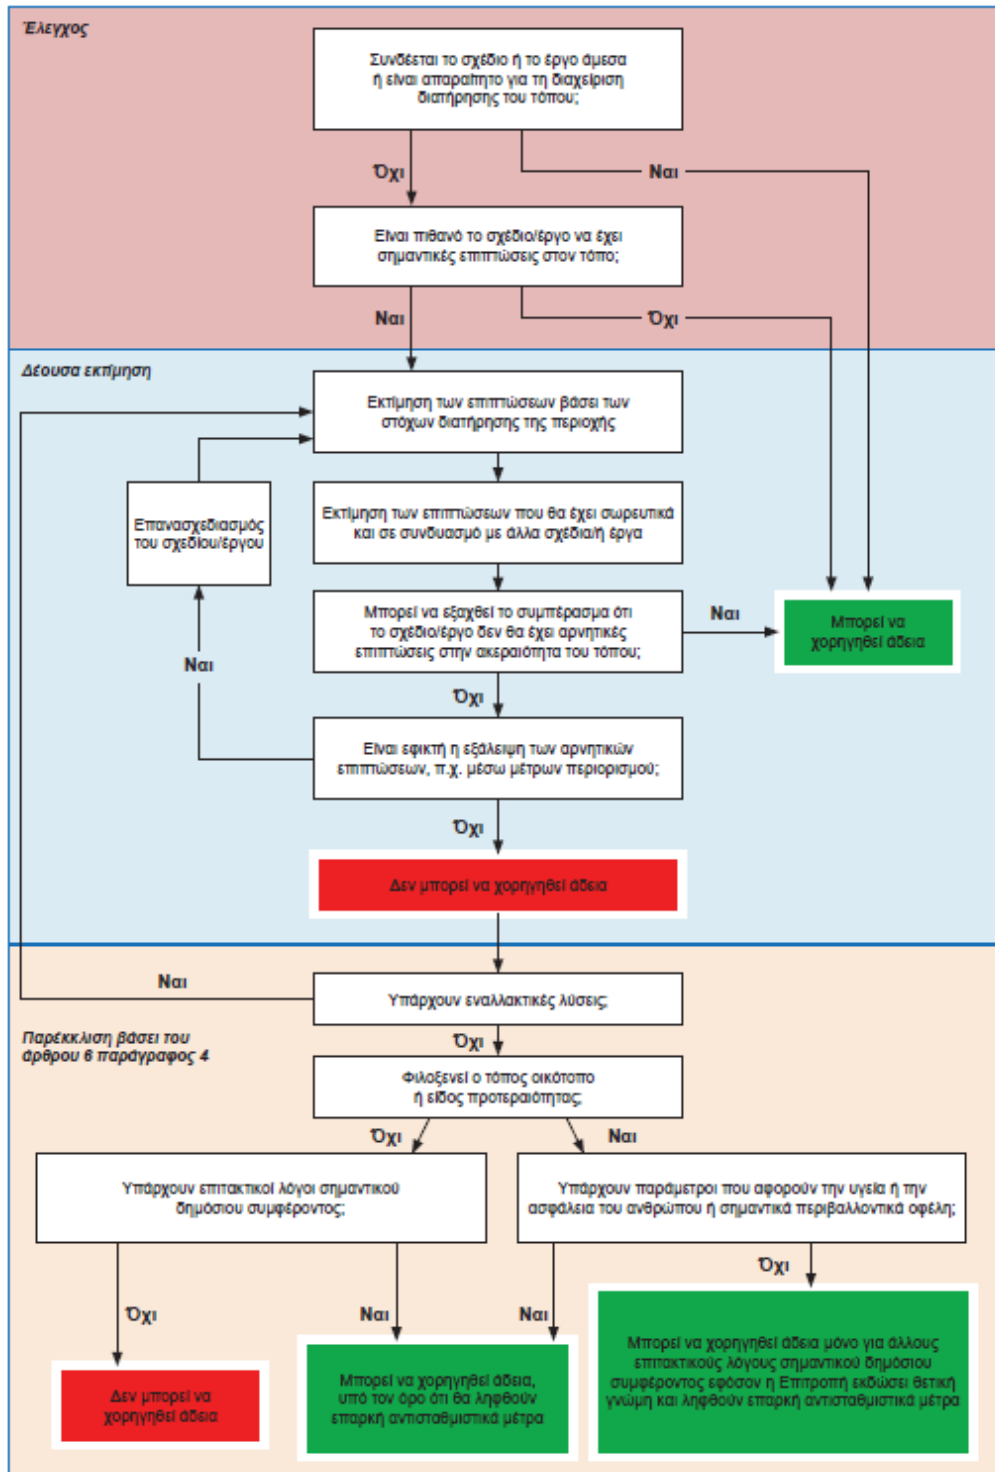 Έλεγχος
Συνδέεται το σχέδιο ή το έργο άμεσα
ή είναι απαραίτητο για τη διαχείριση
διατήρησης του τόπου;
Όχι
Ναι
Είναι πιθανό το σχέδιο/έργο να έχει
σημαντικές επιπτώσεις στον τόπο;
Ναι
Όχι
Δέουσα εκτίμηση
Εκτίμηση των επιπτώσεων βάσει των
στόχων διατήρησης της περιοχής
Επανασχεδιασμός
του σχεδίου/έργου
Εκτίμηση των επιπτώσεων που θα έχει σωρευτικά
και σε συνδυασμό με άλλα σχέδια/ή έργα
Μπορεί να εξαχθεί το συμπέρασμα ότι
το σχέδιο/έργο δεν θα έχει αρνητικές
επιπτώσεις στην ακεραιότητα του τόπου;
Ναι
Μπορεί να
χορηγηθεί άδεια
Ναι
Όχι
Είναι εφικτή η εξάλειψη των αρνητικών
επιπτώσεων, π.χ. μέσω μέτρων περιορισμού;
Όχι
Δεν μπορεί να χορηγηθεί άδεια
Ναι
Υπάρχουν εναλλακτικές λύσεις;
Παρέκκλιση βάσει του
άρθρου 6 παράγραφος 4
Όχι
Φιλοξενεί ο τόπος οικότοπο
ή είδος προτεραιότητας;
Όχι
Ναι
Υπάρχουν επιτακτικοί λόγοι σημαντικού
δημόσιου συμφέροντος;
Υπάρχουν παράμετροι που αφορούν την υγεία ή την
ασφάλεια του ανθρώπου ή σημαντικά περιβαλλοντικά οφέλη;
Όχι
Ναι
Ναι
Όχι
Δεν μπορεί να
χορηγηθεί άδεια
Μπορεί να χορηγηθεί άδεια,
υπό τον όρο ότι θα ληφθούν
επαρκή αντισταθμιστικά μέτρα
Μπορεί να χορηγηθεί άδεια μόνο για άλλους
επιτακτικούς λόγους σημαντικού δημόσιου
συμφέροντος εφόσον η Επιτροπή εκδώσει θετική
γνώμη και ληφθούν επαρκή αντισταθμιστικά μέτρα